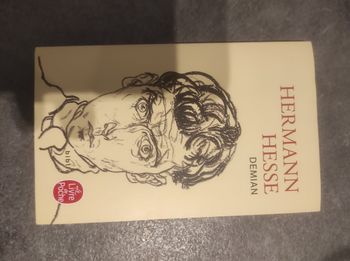 HERMANN
HESSE
DEMIAN
Le Livre
de
Poche